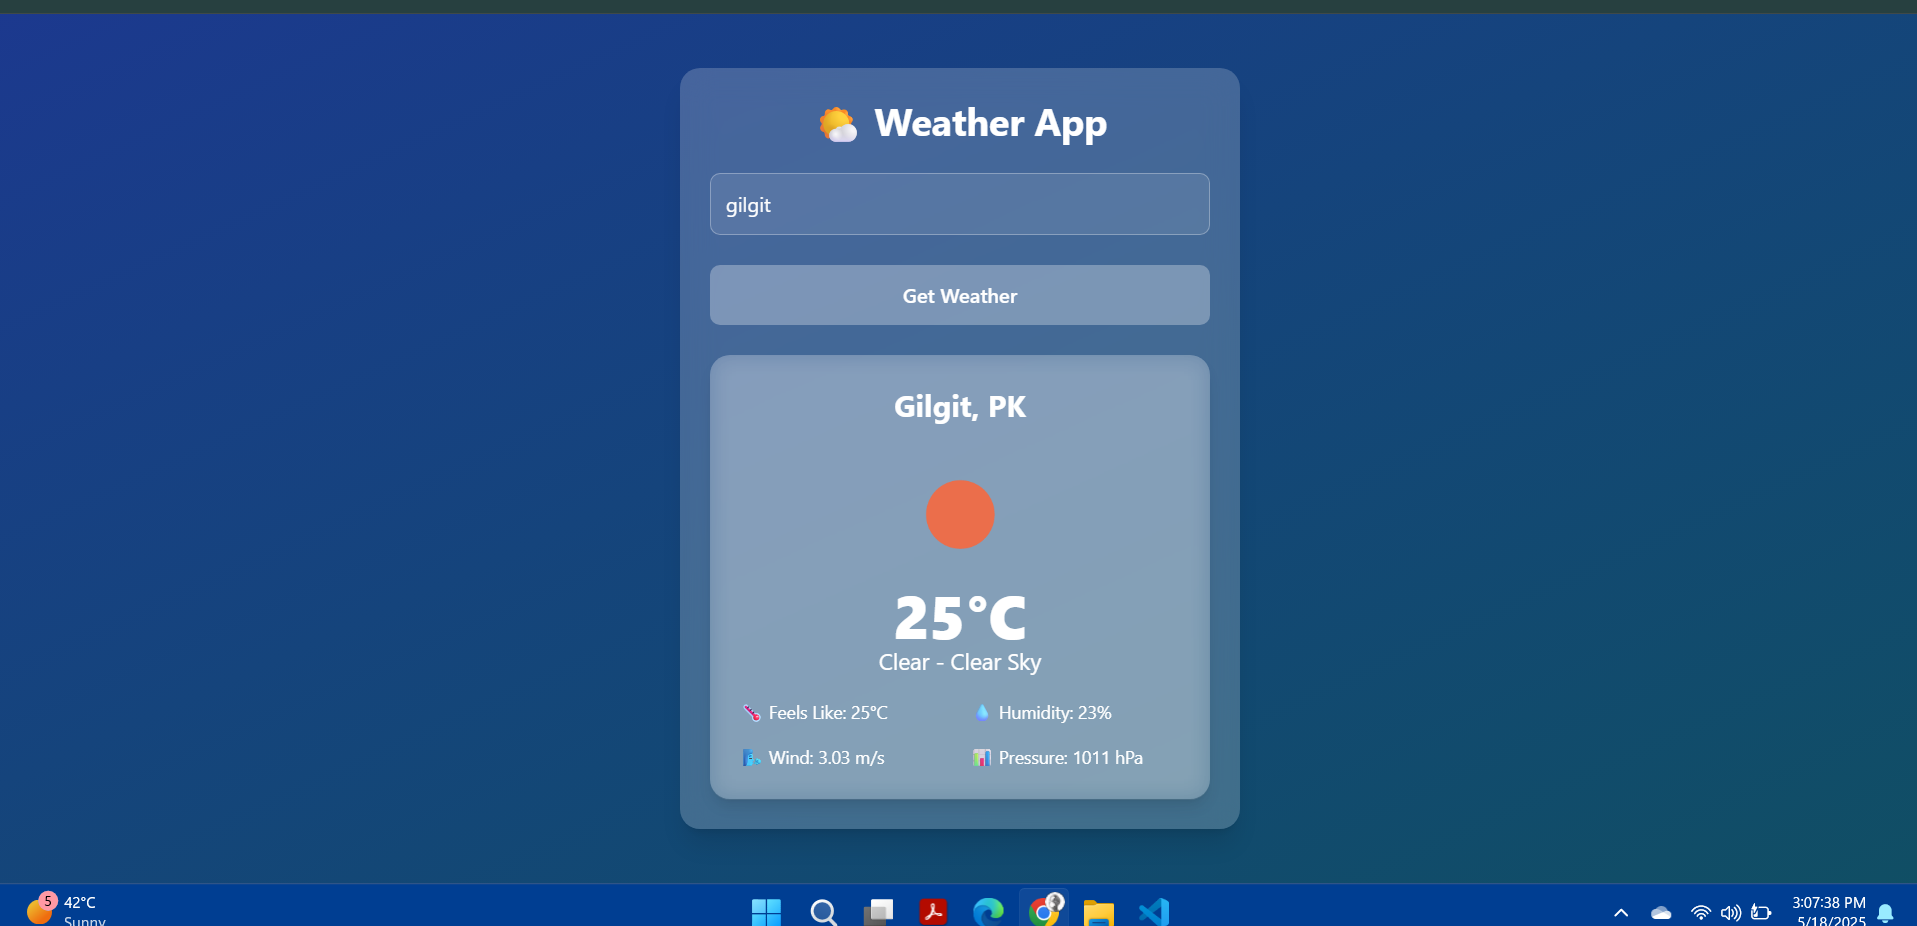 Weather App
gilgit
Get Weather
Gilgit, PK
25°C
Clear - Clear Sky
Feels Like: 25°C
Humidity: 23%
Wind: 3.03 m/s
Pressure: 1011 hPa
5
42°C
Sunny
3:07:38 PM
5/18/2025